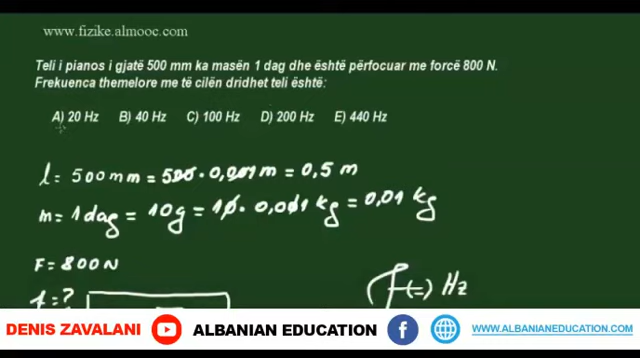 www.fizike.almooc.com
Teli i pianos i gjatë 500 mm ka masën 1 dag dhe është përfocuar me forcë 800 N.
Frekuenca themelore me të cilën dridhet teli është:
A) 20 Hz B) 40 Hz C) 100 Hz D) 200 Hz E) 440 Hz
l = 500 mm = 500 · 0,001 m = 0,5 m
m = 1 dag = 10 g = 10 · 0,001 kg = 0,01 kg
F = 800 N
f = ?
f (=) Hz
DENIS ZAVALANI ALBANIAN EDUCATION WWW.ALBANIANEDUCATION.COM